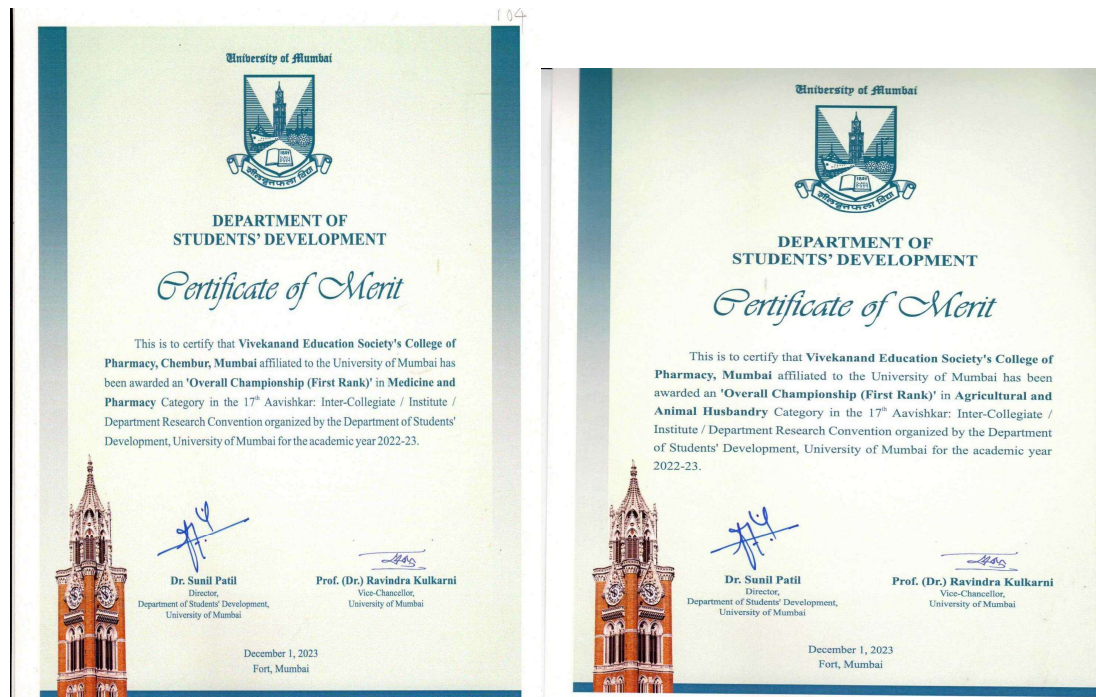 104
University of Mumbai
1857
शीलवृत्तफला विद्या
DEPARTMENT OF
STUDENTS' DEVELOPMENT
Certificate of Merit
This is to certify that Vivekanand Education Society's College of
Pharmacy, Chembur, Mumbai affiliated to the University of Mumbai has
been awarded an 'Overall Championship (First Rank)' in Medicine and
Pharmacy Category in the 17th Aavishkar: Inter-Collegiate / Institute /
Department Research Convention organized by the Department of Students'
Development, University of Mumbai for the academic year 2022-23.
Dr. Sunil Patil
Director,
Department of Students' Development,
University of Mumbai
Prof. (Dr.) Ravindra Kulkarni
Vice-Chancellor,
University of Mumbai
December 1, 2023
Fort, Mumbai
University of Mumbai
1857
शीलवृत्तफला विद्या
DEPARTMENT OF
STUDENTS' DEVELOPMENT
Certificate of Merit
This is to certify that Vivekanand Education Society's College of
Pharmacy, Mumbai affiliated to the University of Mumbai has been
awarded an 'Overall Championship (First Rank)' in Agricultural and
Animal Husbandry Category in the 17th Aavishkar: Inter-Collegiate /
Institute / Department Research Convention organized by the Department
of Students' Development, University of Mumbai for the academic year
2022-23.
Dr. Sunil Patil
Director,
Department of Students' Development,
University of Mumbai
Prof. (Dr.) Ravindra Kulkarni
Vice-Chancellor,
University of Mumbai
December 1, 2023
Fort, Mumbai